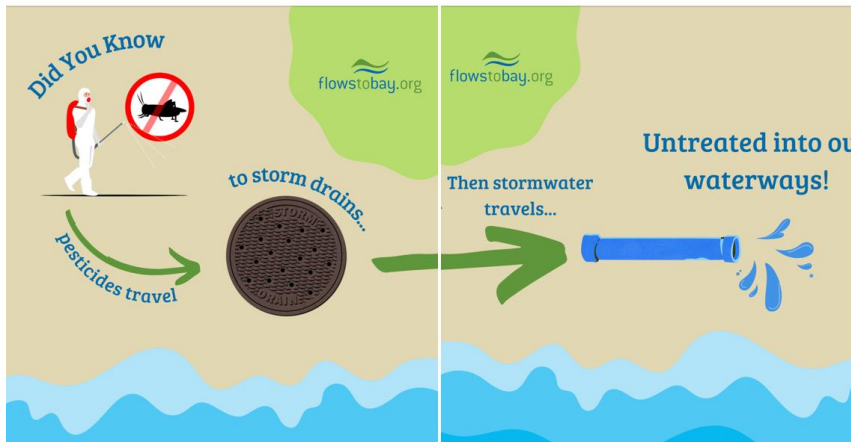 Did You Know
flowstobay.org
pesticides travel
to storm drains...
STORM
DRAIN
flowstobay.org
Then stormwater
travels...
Untreated into ou
waterways!